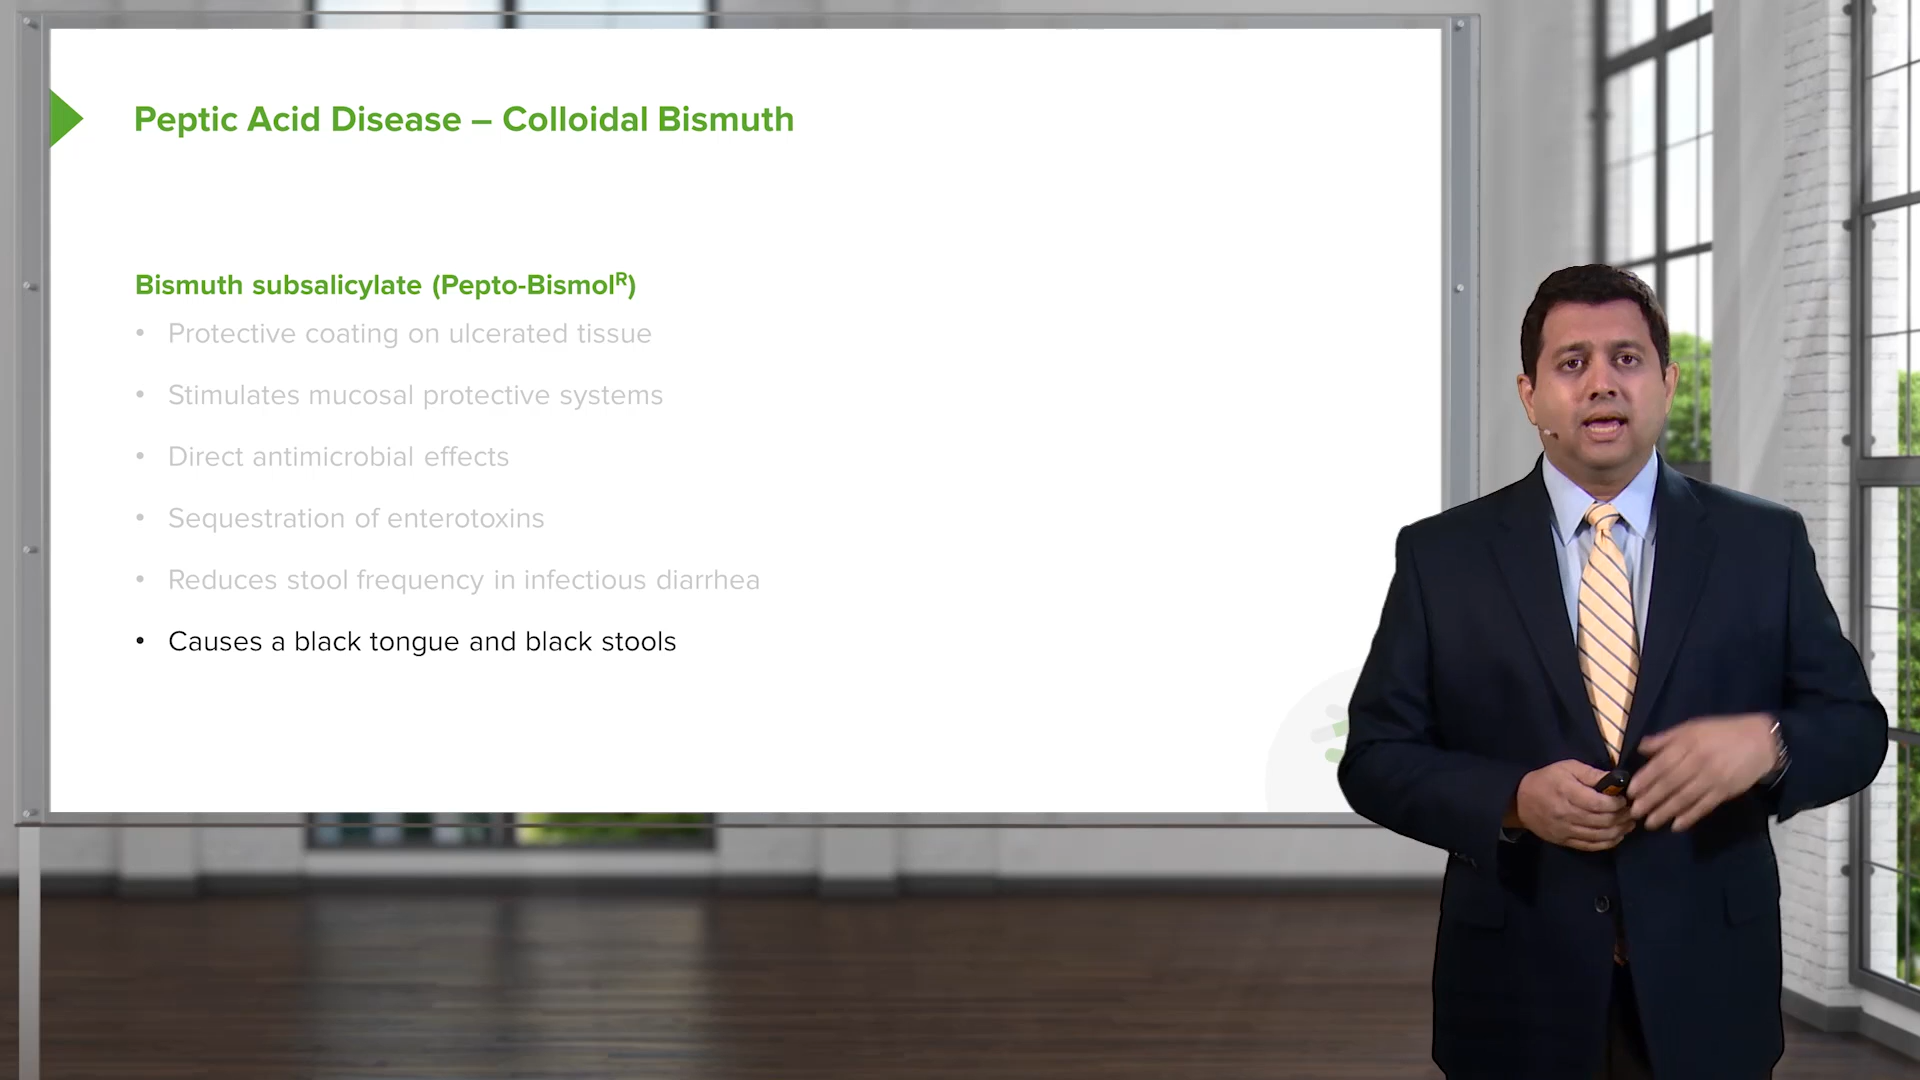 Peptic Acid Disease – Colloidal Bismuth
Bismuth subsalicylate (Pepto-Bismolᴿ)
• Protective coating on ulcerated tissue
• Stimulates mucosal protective systems
• Direct antimicrobial effects
• Sequestration of enterotoxins
• Reduces stool frequency in infectious diarrhea
• Causes a black tongue and black stools